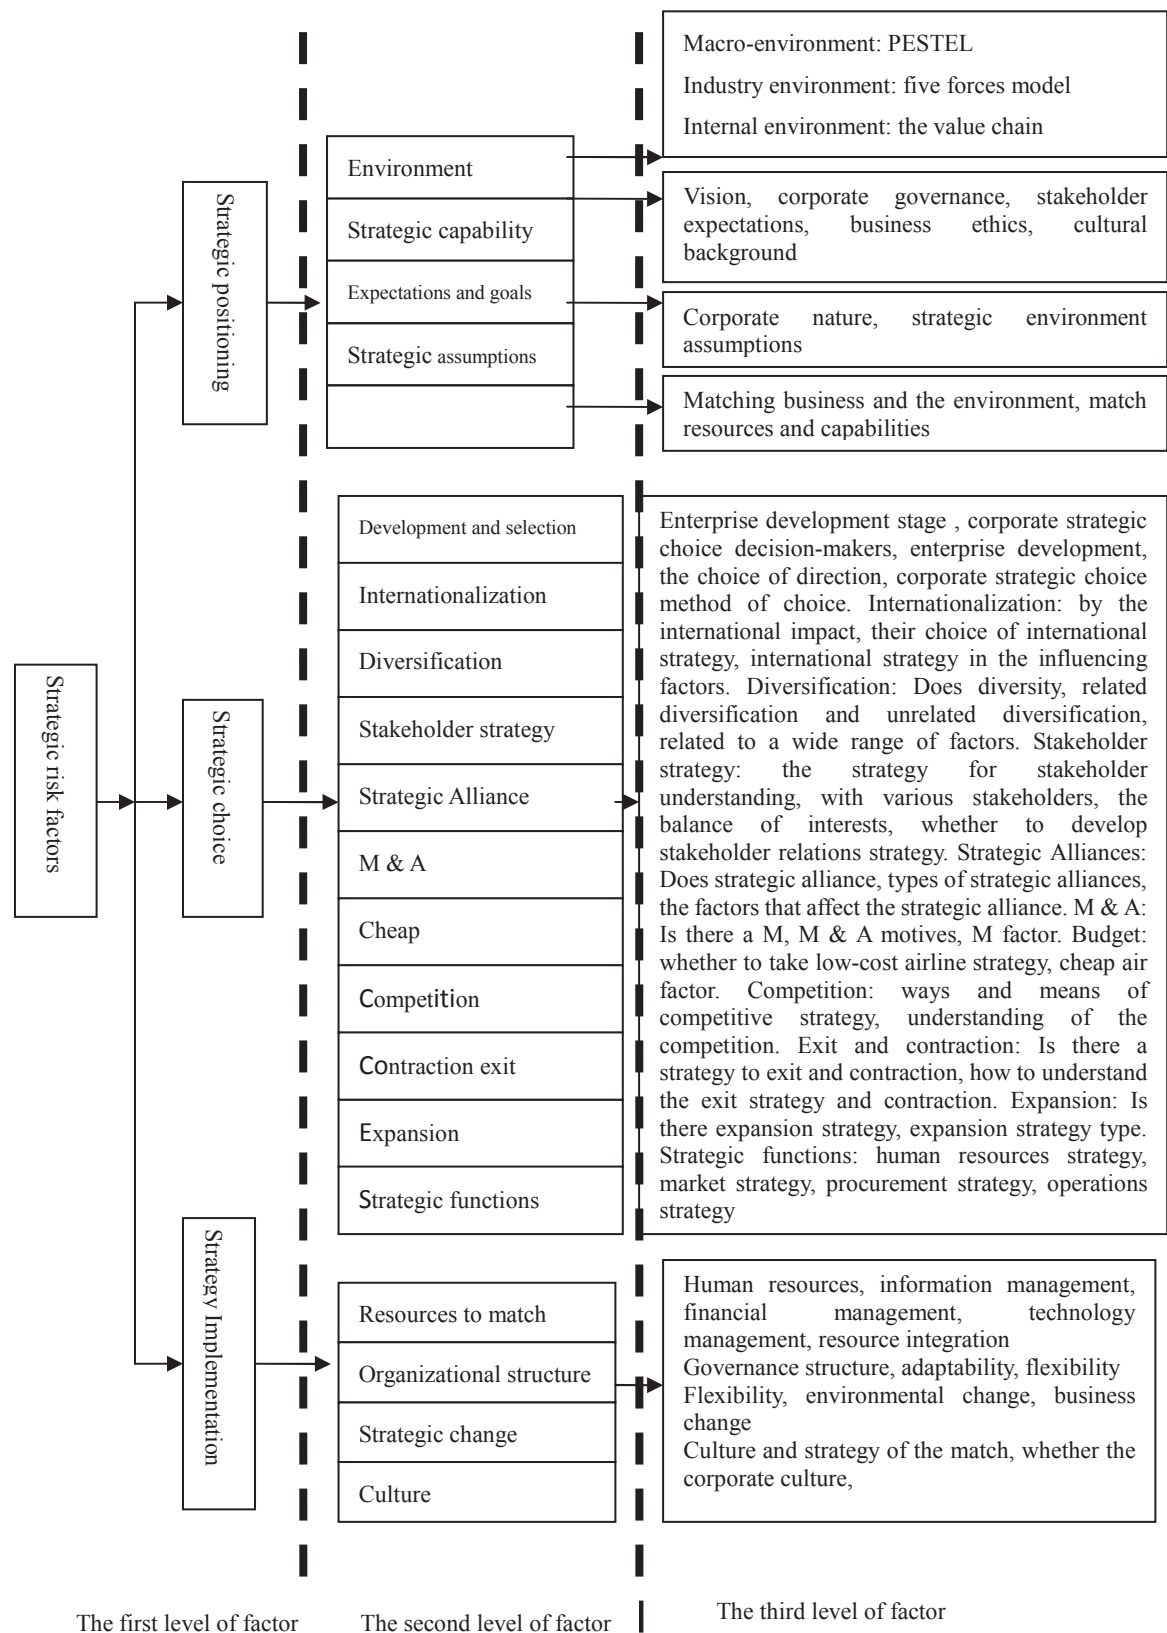 Macro-environment: PESTEL
Industry environment: five forces model
Internal environment: the value chain
Environment
Strategic capability
Expectations and goals
Strategic assumptions
Vision, corporate governance, stakeholder
expectations, business ethics, cultural
background
Corporate nature, strategic environment
assumptions
Matching business and the environment, match
resources and capabilities
Strategic positioning
Development and selection
Internationalization
Diversification
Stakeholder strategy
Strategic Alliance
M & A
Cheap
Competition
Contraction exit
Expansion
Strategic functions
Enterprise development stage , corporate strategic
choice decision-makers, enterprise development,
the choice of direction, corporate strategic choice
method of choice. Internationalization: by the
international impact, their choice of international
strategy, international strategy in the influencing
factors. Diversification: Does diversity, related
diversification and unrelated diversification,
related to a wide range of factors. Stakeholder
strategy: the strategy for stakeholder
understanding, with various stakeholders, the
balance of interests, whether to develop
stakeholder relations strategy. Strategic Alliances:
Does strategic alliance, types of strategic alliances,
the factors that affect the strategic alliance. M & A:
Is there a M, M & A motives, M factor. Budget:
whether to take low-cost airline strategy, cheap air
factor. Competition: ways and means of
competitive strategy, understanding of the
competition. Exit and contraction: Is there a
strategy to exit and contraction, how to understand
the exit strategy and contraction. Expansion: Is
there expansion strategy, expansion strategy type.
Strategic functions: human resources strategy,
market strategy, procurement strategy, operations
strategy
Strategic risk factors
Strategic choice
Strategy Implementation
Resources to match
Organizational structure
Strategic change
Culture
Human resources, information management,
financial management, technology
management, resource integration
Governance structure, adaptability, flexibility
Flexibility, environmental change, business
change
Culture and strategy of the match, whether the
corporate culture,
The first level of factor
The second level of factor
The third level of factor